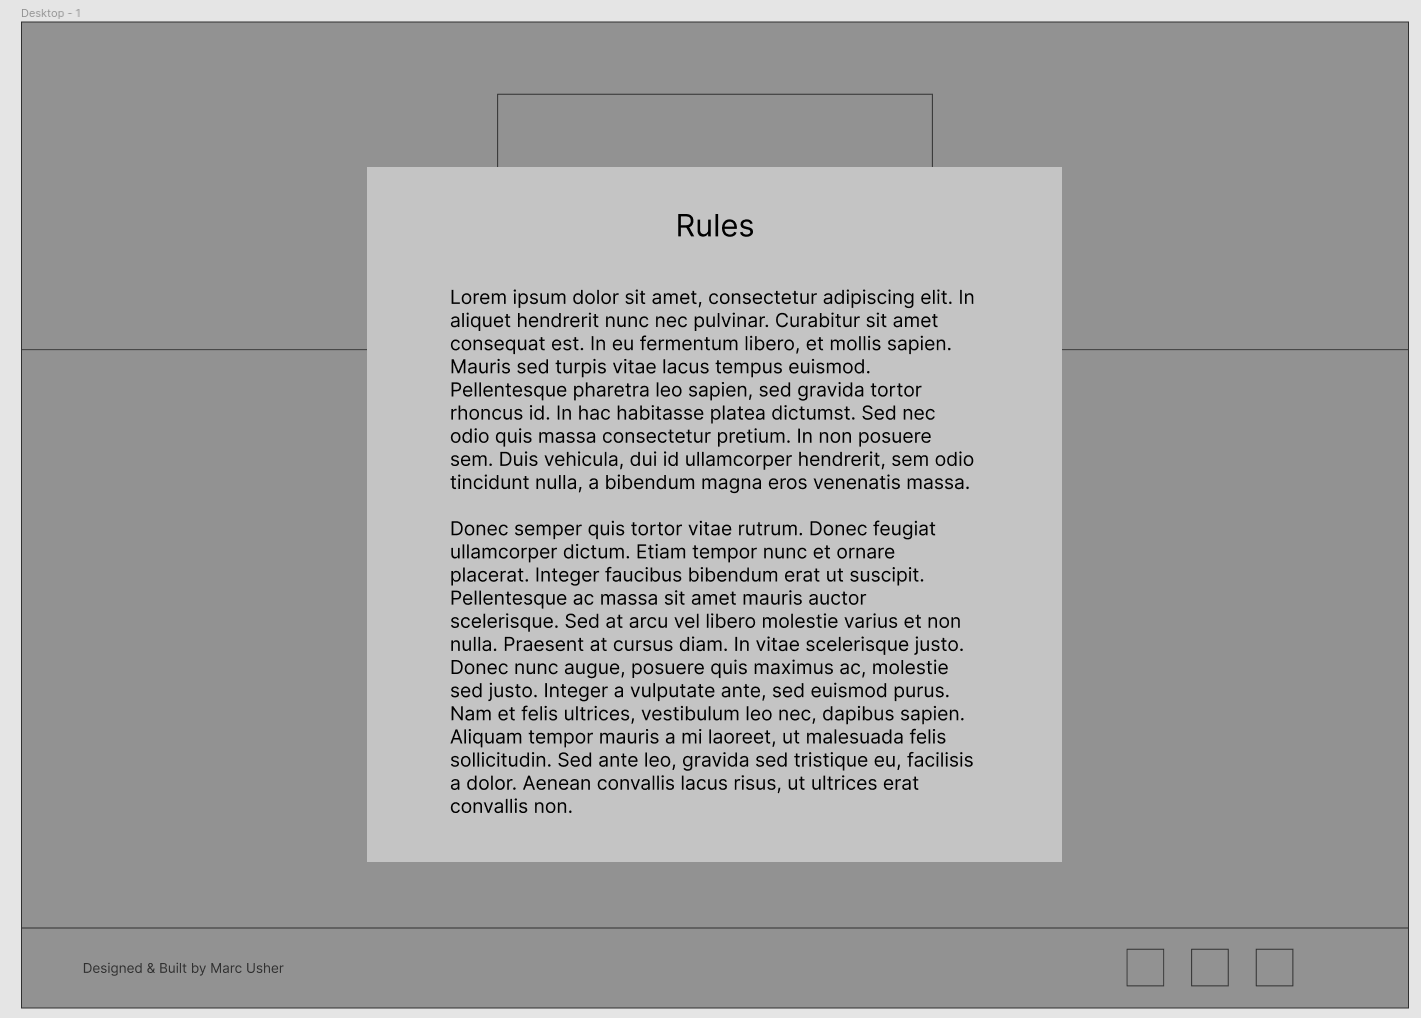 Desktop - 1
Rules
Lorem ipsum dolor sit amet, consectetur adipiscing elit. In
aliquet hendrerit nunc nec pulvinar. Curabitur sit amet
consequat est. In eu fermentum libero, et mollis sapien.
Mauris sed turpis vitae lacus tempus euismod.
Pellentesque pharetra leo sapien, sed gravida tortor
rhoncus id. In hac habitasse platea dictumst. Sed nec
odio quis massa consectetur pretium. In non posuere
sem. Duis vehicula, dui id ullamcorper hendrerit, sem odio
tincidunt nulla, a bibendum magna eros venenatis massa.
Donec semper quis tortor vitae rutrum. Donec feugiat
ullamcorper dictum. Etiam tempor nunc et ornare
placerat. Integer faucibus bibendum erat ut suscipit.
Pellentesque ac massa sit amet mauris auctor
scelerisque. Sed at arcu vel libero molestie varius et non
nulla. Praesent at cursus diam. In vitae scelerisque justo.
Donec nunc augue, posuere quis maximus ac, molestie
sed justo. Integer a vulputate ante, sed euismod purus.
Nam et felis ultrices, vestibulum leo nec, dapibus sapien.
Aliquam tempor mauris a mi laoreet, ut malesuada felis
sollicitudin. Sed ante leo, gravida sed tristique eu, facilisis
a dolor. Aenean convallis lacus risus, ut ultrices erat
convallis non.
Designed & Built by Marc Usher